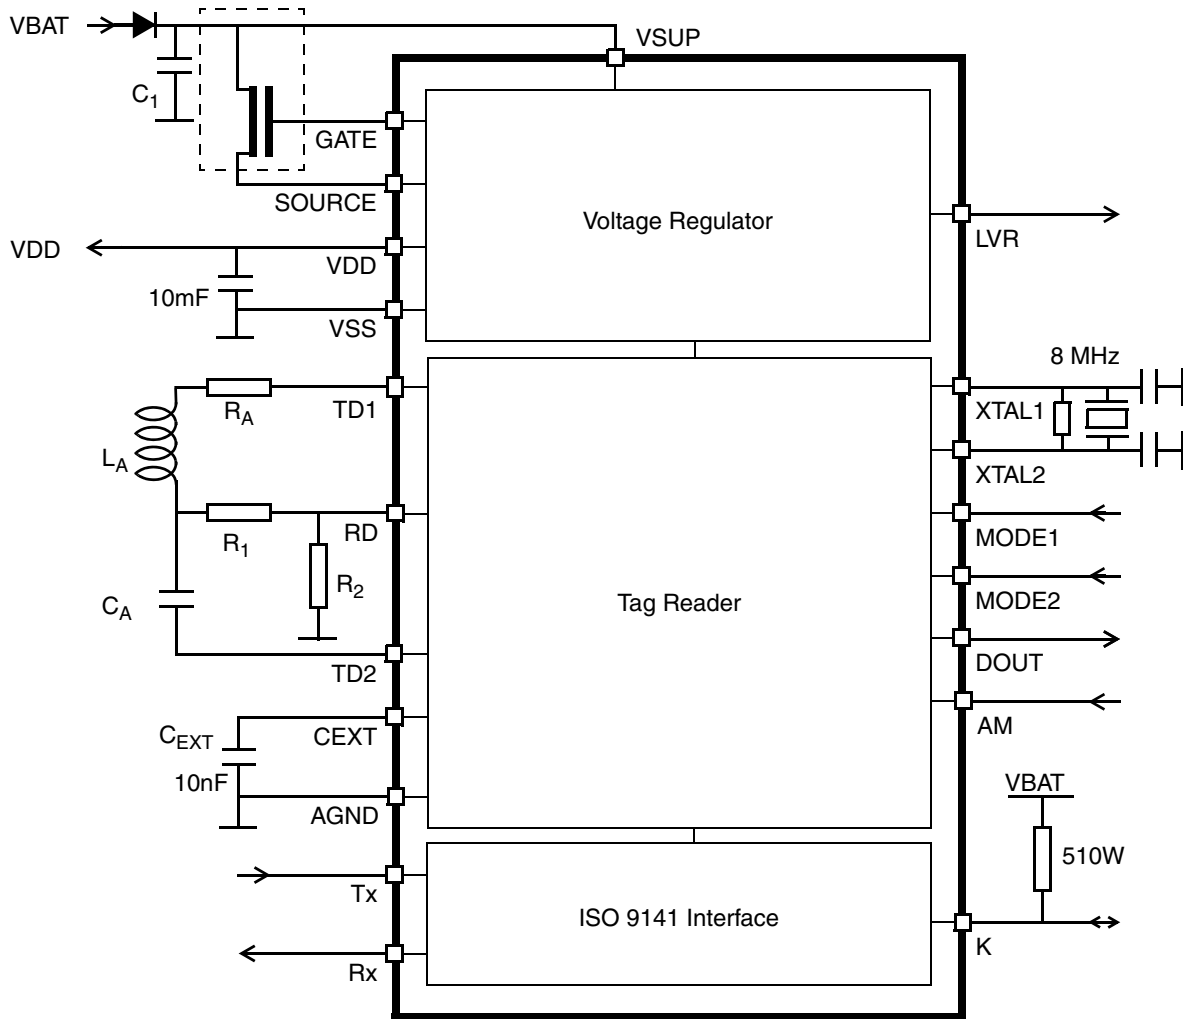 VBAT
VSUP
C1
GATE
SOURCE
Voltage Regulator
LVR
VDD
VDD
10mF
VSS
8 MHz
RA
TD1
XTAL1
LA
XTAL2
R1
RD
MODE1
R2
CA
Tag Reader
MODE2
TD2
DOUT
CEXT
CEXT
AM
10nF
AGND
VBAT
510W
Tx
ISO 9141 Interface
K
Rx